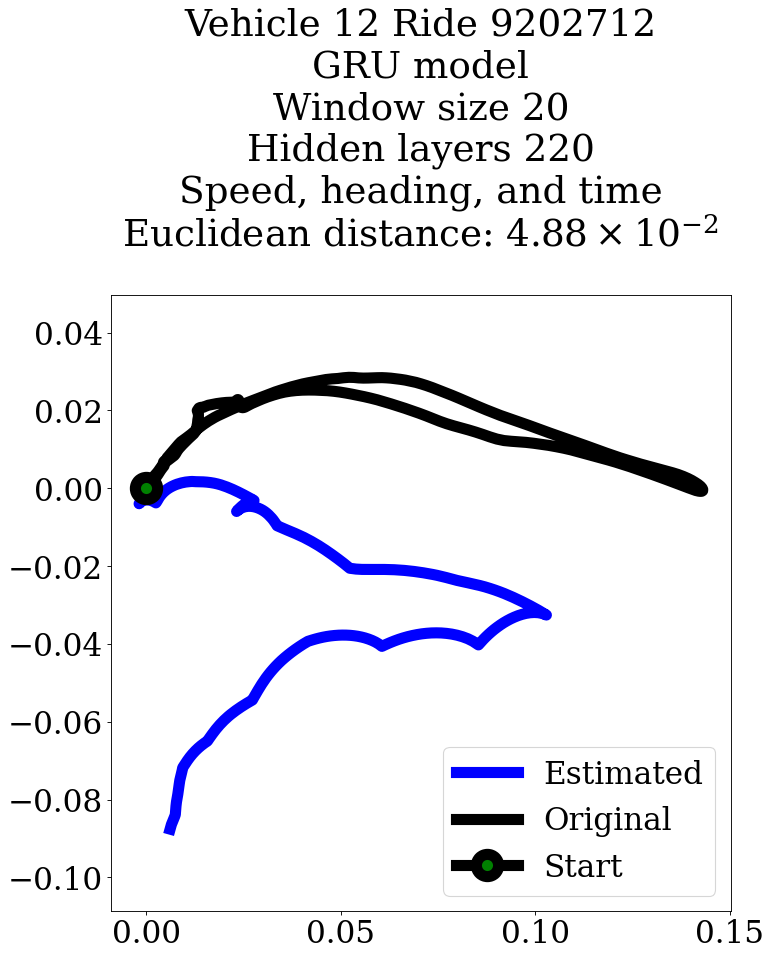 Vehicle 12 Ride 9202712
GRU model
Window size 20
Hidden layers 220
Speed, heading, and time
Euclidean distance: 4.88 × 10⁻²
0.04
0.02
0.00
−0.02
−0.04
−0.06
−0.08
−0.10
Estimated
Original
Start
0.00 0.05 0.10 0.15